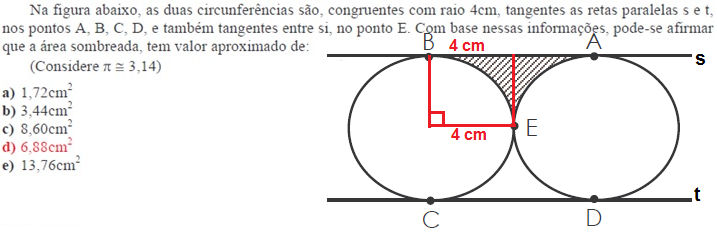 Na figura abaixo, as duas circunferências são, congruentes com raio 4cm, tangentes as retas paralelas s e t,
nos pontos A, B, C, D, e também tangentes entre si, no ponto E. Com base nessas informações, pode-se afirmar
que a área sombreada, tem valor aproximado de:
(Considere π ≅ 3,14)
a) 1,72cm²
b) 3,44cm²
c) 8,60cm²
d) 6,88cm²
e) 13,76cm²
B 4 cm A s
4 cm E
C D t